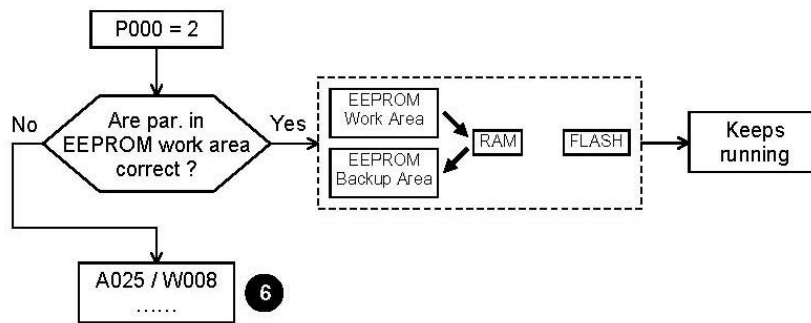 P000 = 2
No
Are par. in
EEPROM work area
correct ?
Yes
EEPROM
Work Area
EEPROM
Backup Area
RAM
FLASH
Keeps
running
A025 / W008
......
6